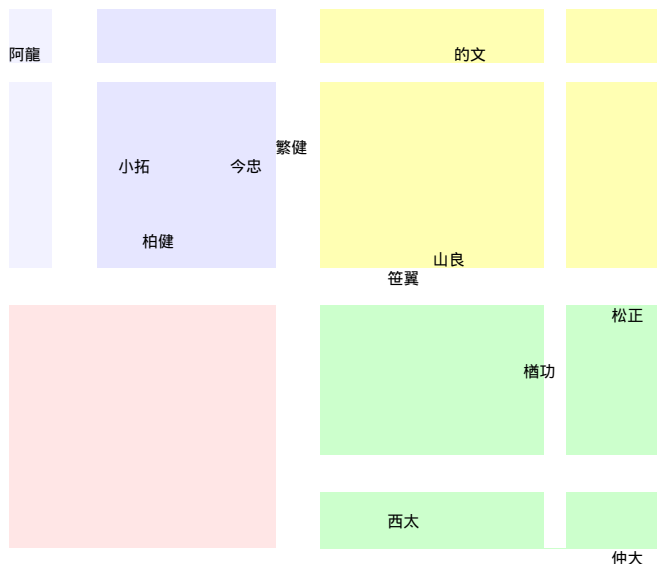 阿龍
的文
繁健
小拓
今忠
柏健
山良
笹翼
松正
楢功
西太
仲大